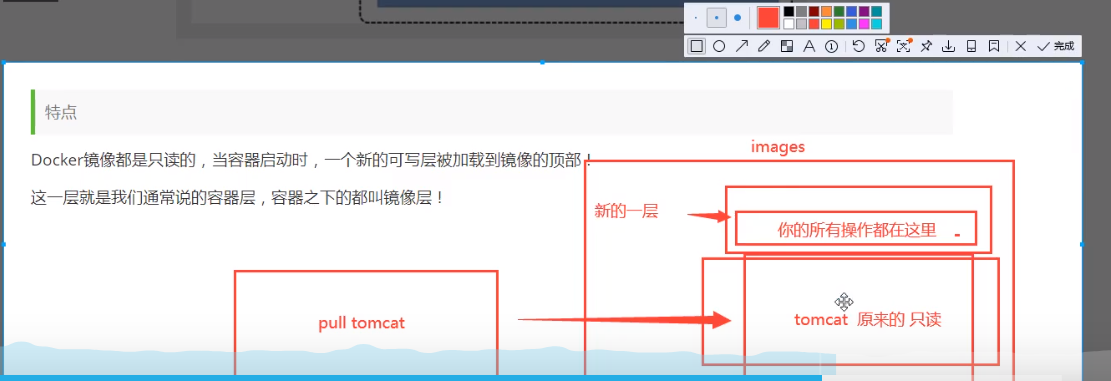 完成
特点
Docker镜像都是只读的，当容器启动时，一个新的可写层被加载到镜像的顶部！
这一层就是我们通常说的容器层，容器之下的都叫镜像层！
images
新的一层
你的所有操作都在这里
pull tomcat
tomcat 原来的 只读